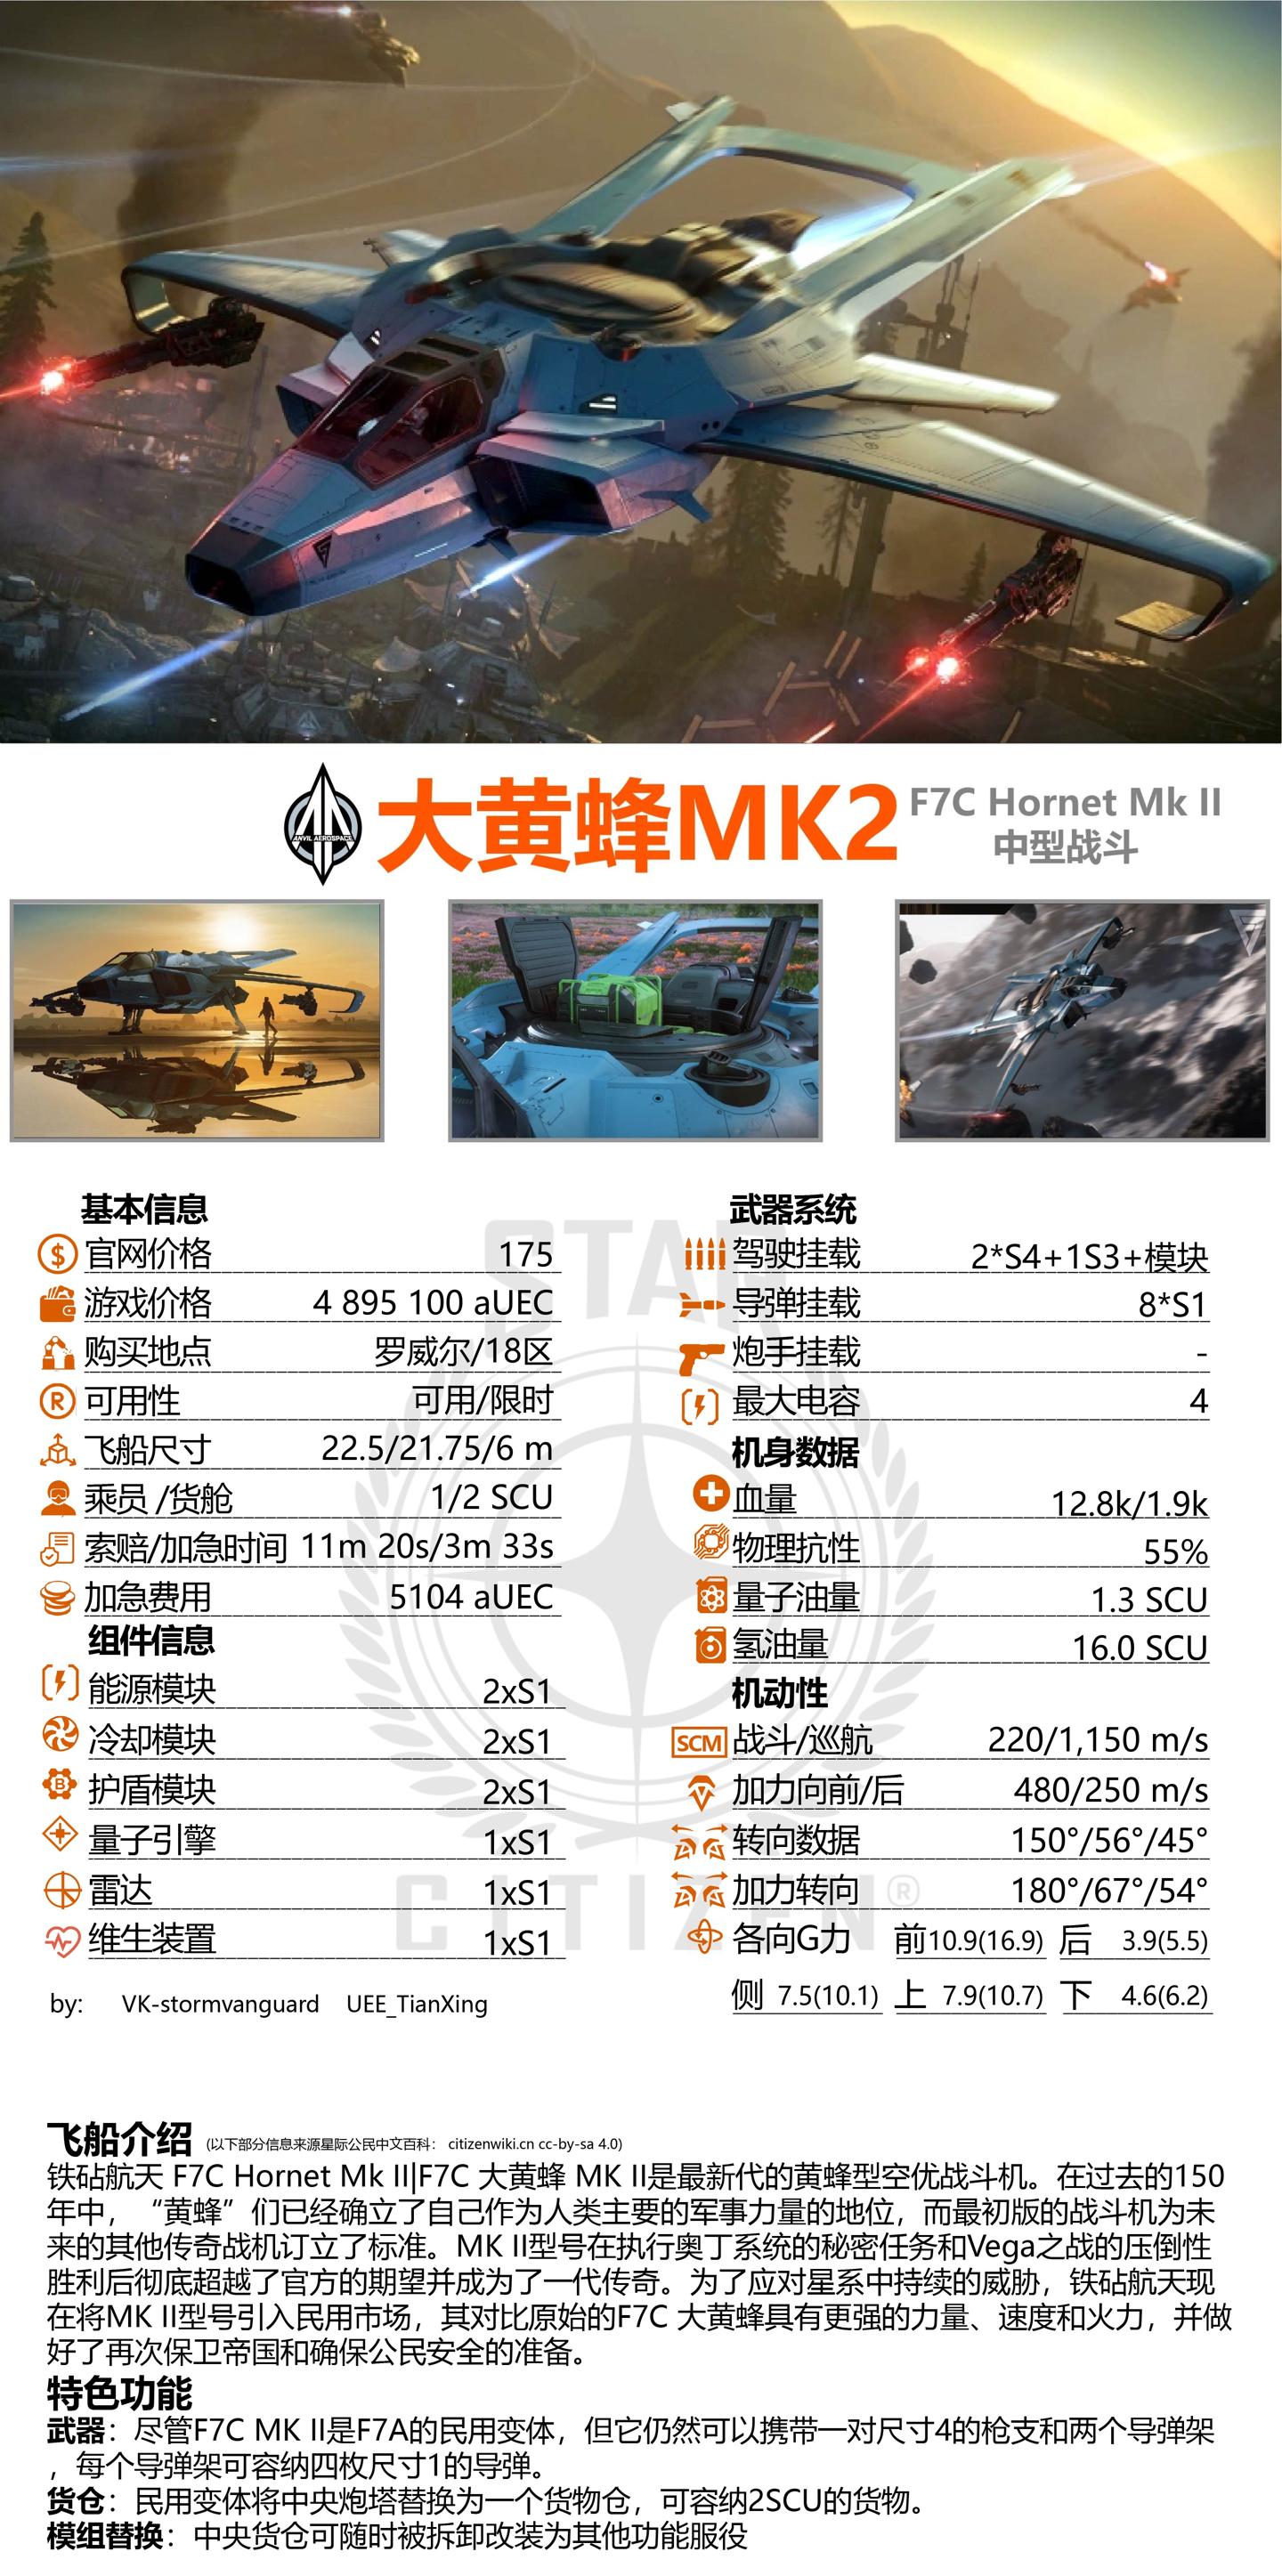 ANVIL AEROSPACE
大黄蜂MK2
F7C Hornet Mk II
中型战斗
STAR
CITIZEN®
基本信息
官网价格 175
游戏价格 4 895 100 aUEC
购买地点 罗威尔/18区
可用性 可用/限时
飞船尺寸 22.5/21.75/6 m
乘员 /货舱 1/2 SCU
索赔/加急时间 11m 20s/3m 33s
加急费用 5104 aUEC
组件信息
能源模块 2xS1
冷却模块 2xS1
护盾模块 2xS1
量子引擎 1xS1
雷达 1xS1
维生装置 1xS1
by: VK-stormvanguard UEE_TianXing
武器系统
驾驶挂载 2*S4+1S3+模块
导弹挂载 8*S1
炮手挂载 -
最大电容 4
机身数据
血量 12.8k/1.9k
物理抗性 55%
量子油量 1.3 SCU
氢油量 16.0 SCU
机动性
SCM 战斗/巡航 220/1,150 m/s
加力向前/后 480/250 m/s
转向数据 150°/56°/45°
加力转向 180°/67°/54°
各向G力 前10.9(16.9) 后 3.9(5.5)
侧 7.5(10.1) 上 7.9(10.7) 下 4.6(6.2)
飞船介绍 (以下部分信息来源星际公民中文百科： citizenwiki.cn cc-by-sa 4.0)
铁砧航天 F7C Hornet Mk II|F7C 大黄蜂 MK II是最新代的黄蜂型空优战斗机。在过去的150
年中，“黄蜂”们已经确立了自己作为人类主要的军事力量的地位，而最初版的战斗机为未
来的其他传奇战机订立了标准。MK II型号在执行奥丁系统的秘密任务和Vega之战的压倒性
胜利后彻底超越了官方的期望并成为了一代传奇。为了应对星系中持续的威胁，铁砧航天现
在将MK II型号引入民用市场，其对比原始的F7C 大黄蜂具有更强的力量、速度和火力，并做
好了再次保卫帝国和确保公民安全的准备。
特色功能
武器：尽管F7C MK II是F7A的民用变体，但它仍然可以携带一对尺寸4的枪支和两个导弹架
，每个导弹架可容纳四枚尺寸1的导弹。
货仓：民用变体将中央炮塔替换为一个货物仓，可容纳2SCU的货物。
模组替换：中央货仓可随时被拆卸改装为其他功能服役